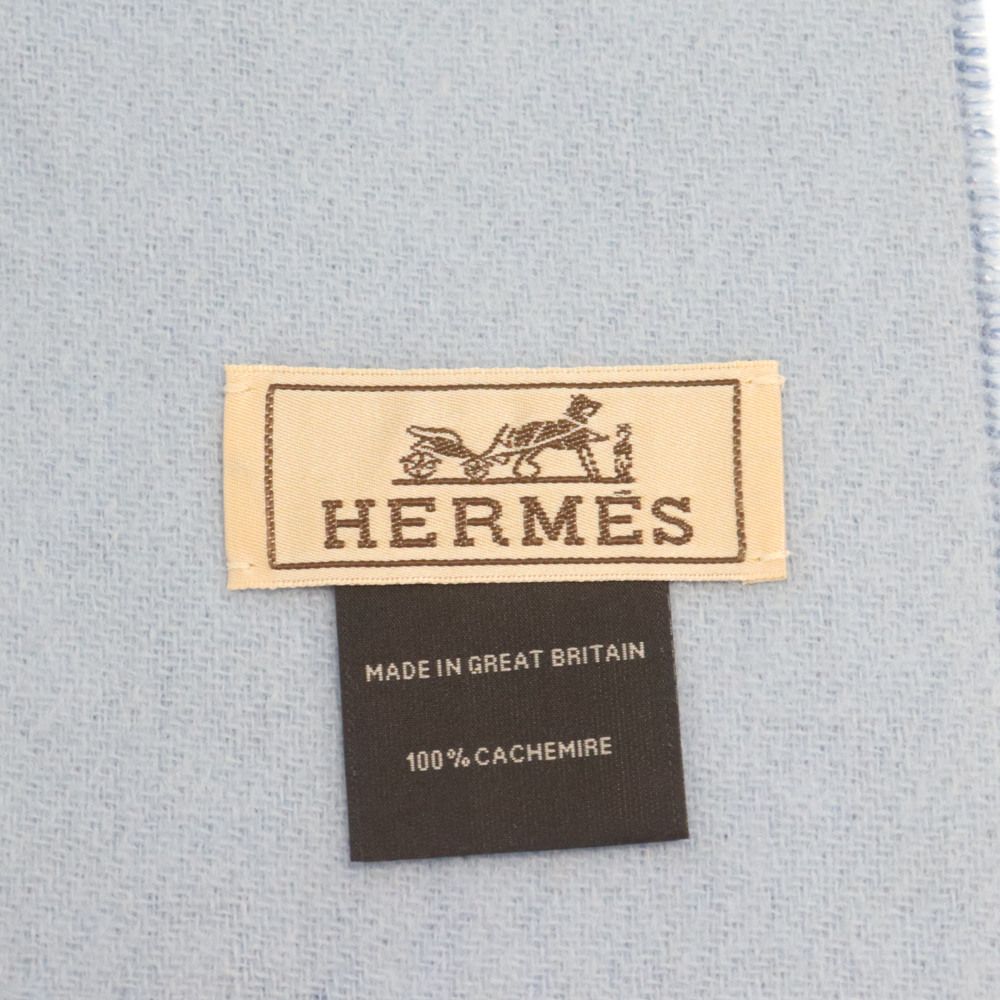 HERMÈS
MADE IN GREAT BRITAIN
100% CACHEMIRE